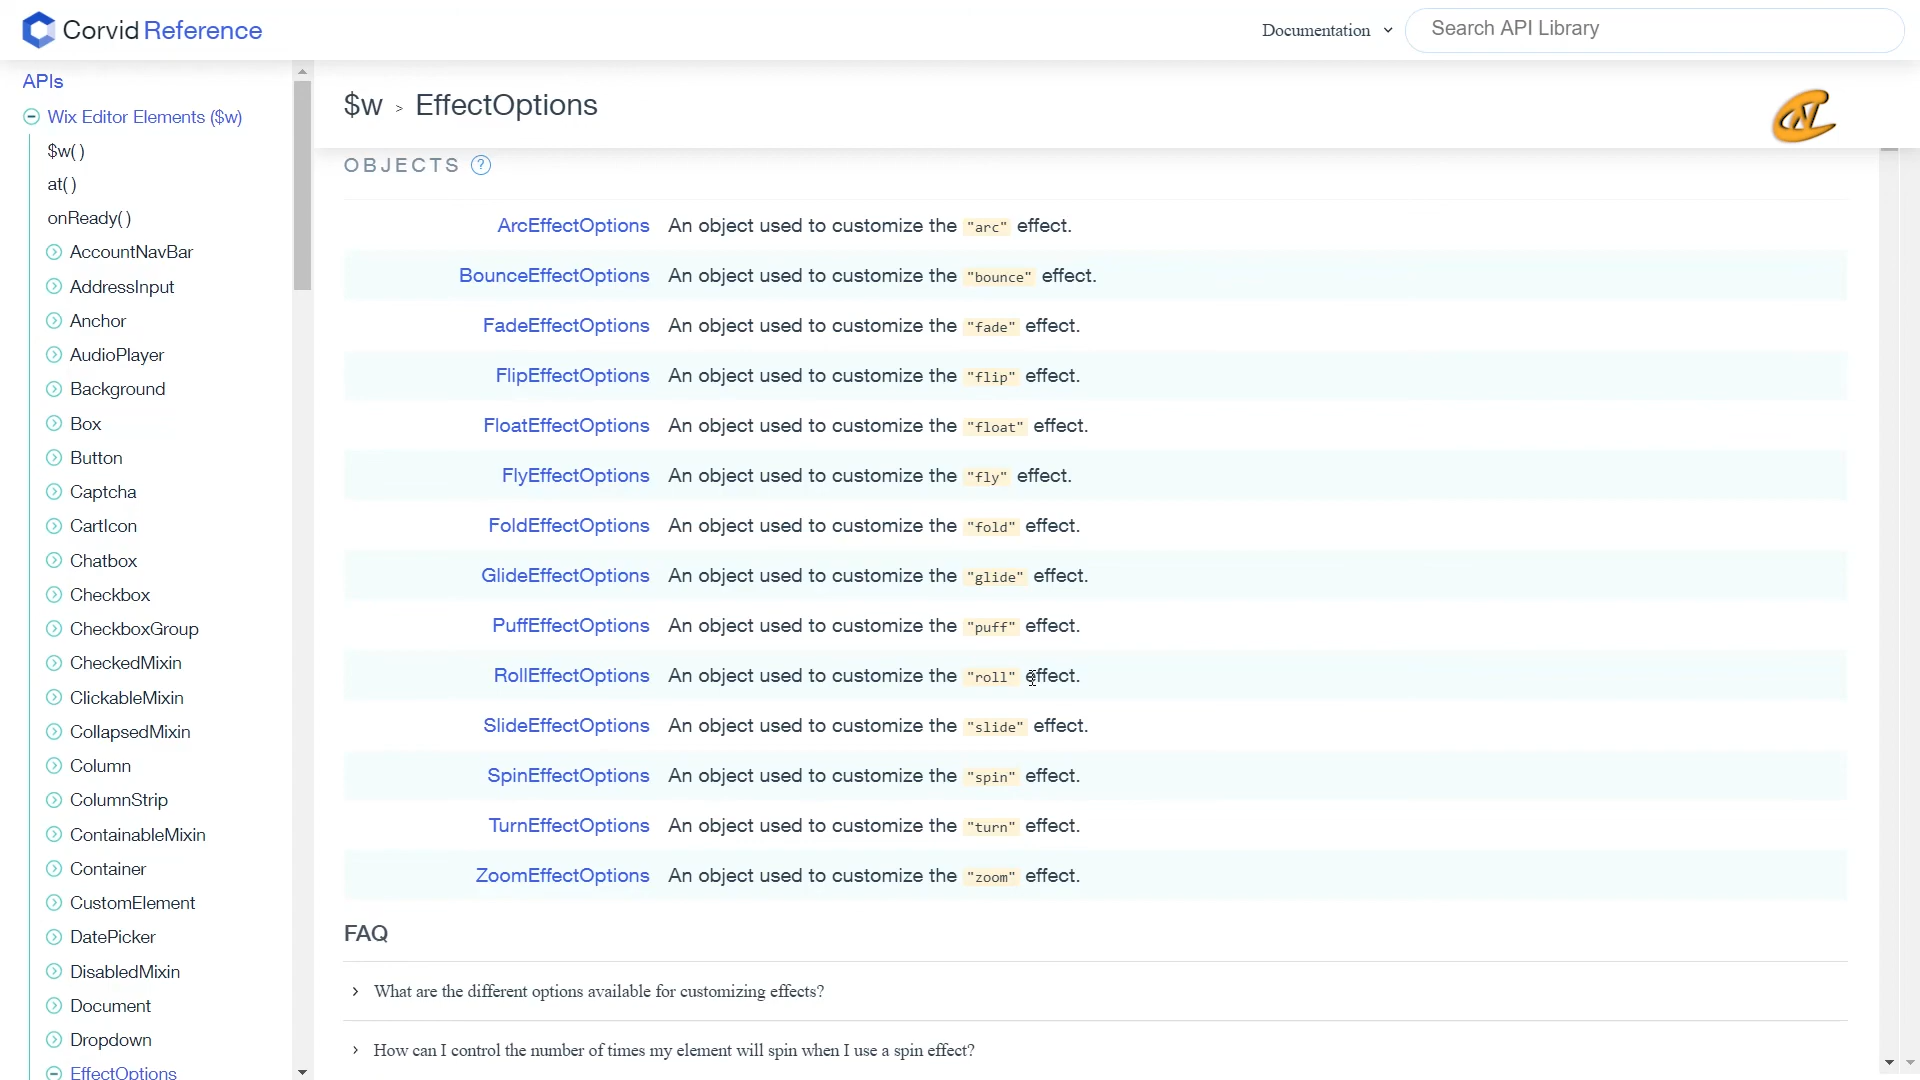 Corvid Reference
Documentation
Search API Library
APIs
Wix Editor Elements ($w)
$w( )
at( )
onReady( )
AccountNavBar
AddressInput
Anchor
AudioPlayer
Background
Box
Button
Captcha
CartIcon
Chatbox
Checkbox
CheckboxGroup
CheckedMixin
ClickableMixin
CollapsedMixin
Column
ColumnStrip
ContainableMixin
Container
CustomElement
DatePicker
DisabledMixin
Document
Dropdown
EffectOptions
$w > EffectOptions
OBJECTS ?
ArcEffectOptions An object used to customize the "arc" effect.
BounceEffectOptions An object used to customize the "bounce" effect.
FadeEffectOptions An object used to customize the "fade" effect.
FlipEffectOptions An object used to customize the "flip" effect.
FloatEffectOptions An object used to customize the "float" effect.
FlyEffectOptions An object used to customize the "fly" effect.
FoldEffectOptions An object used to customize the "fold" effect.
GlideEffectOptions An object used to customize the "glide" effect.
PuffEffectOptions An object used to customize the "puff" effect.
RollEffectOptions An object used to customize the "roll" effect.
SlideEffectOptions An object used to customize the "slide" effect.
SpinEffectOptions An object used to customize the "spin" effect.
TurnEffectOptions An object used to customize the "turn" effect.
ZoomEffectOptions An object used to customize the "zoom" effect.
FAQ
What are the different options available for customizing effects?
How can I control the number of times my element will spin when I use a spin effect?